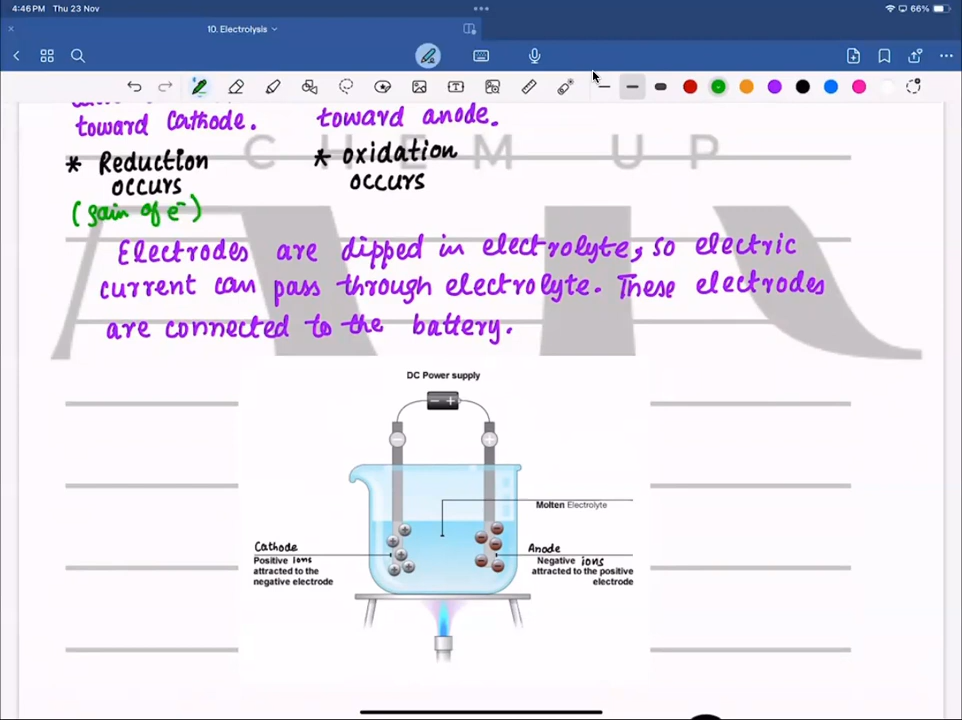 4:46 PM Thu 23 Nov
66%
10. Electrolysis
toward Cathode.
toward anode.
CHEM UP
* Reduction
occurs
(gain of e⁻)
* oxidation
occurs
Electrodes are dipped in electrolyte, so electric
current can pass through electrolyte. These electrodes
are connected to the battery.
DC Power supply
Molten Electrolyte
Cathode
Positive ions
attracted to the
negative electrode
Anode
Negative ions
attracted to the positive
electrode